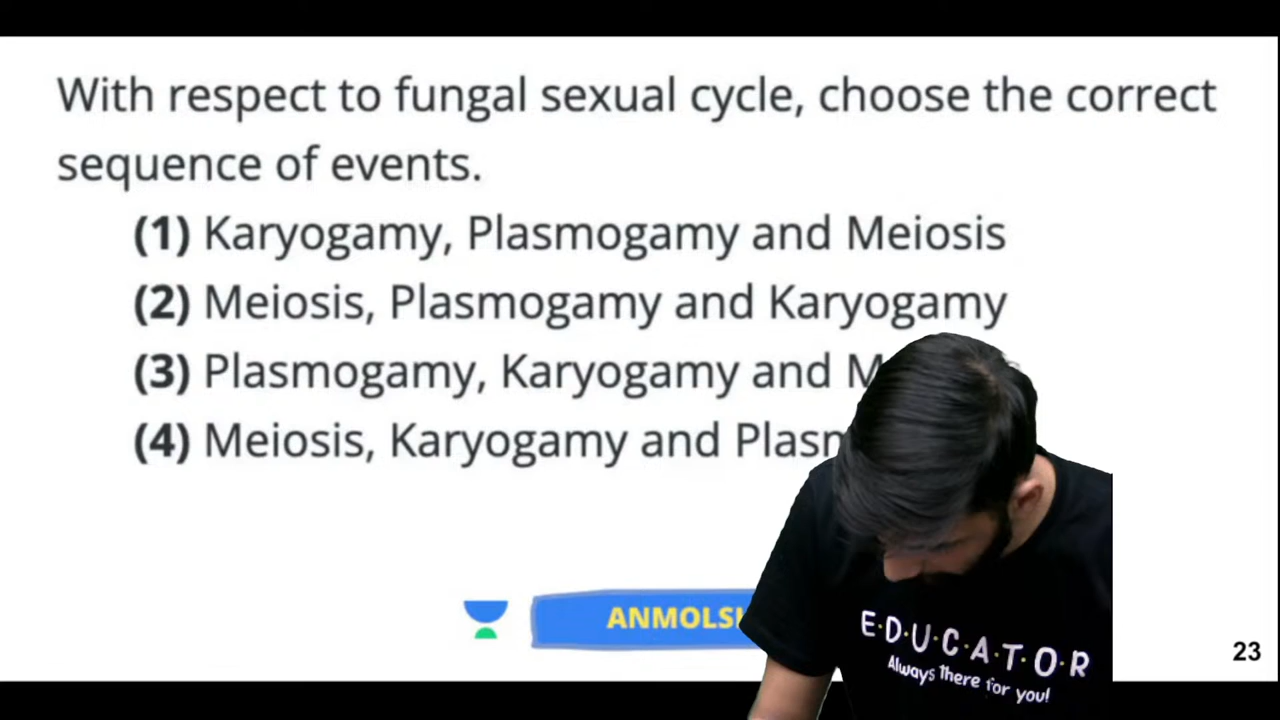 With respect to fungal sexual cycle, choose the correct
sequence of events.
(1) Karyogamy, Plasmogamy and Meiosis
(2) Meiosis, Plasmogamy and Karyogamy
(3) Plasmogamy, Karyogamy and
(4) Meiosis, Karyogamy and
E·D·U·C·A·T·O·R
Always there for you!
23